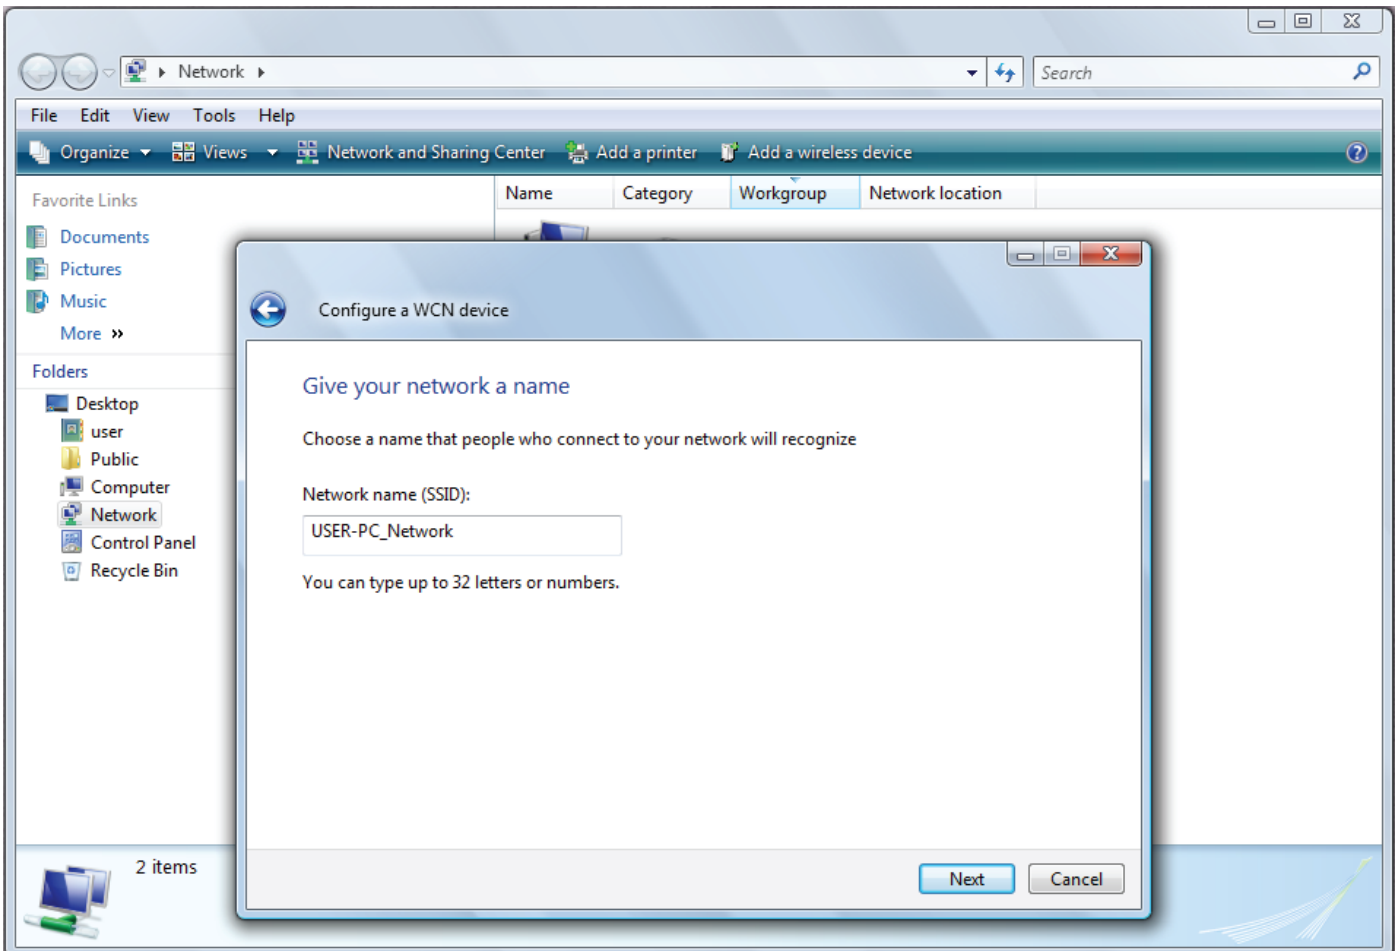 Network
Search
File Edit View Tools Help
Organize Views Network and Sharing Center Add a printer Add a wireless device
Favorite Links
Name Category Workgroup Network location
Documents
Pictures
Music
More »
Folders
Desktop
user
Public
Computer
Network
Control Panel
Recycle Bin
Configure a WCN device
Give your network a name
Choose a name that people who connect to your network will recognize
Network name (SSID):
USER-PC_Network
You can type up to 32 letters or numbers.
Next Cancel
2 items